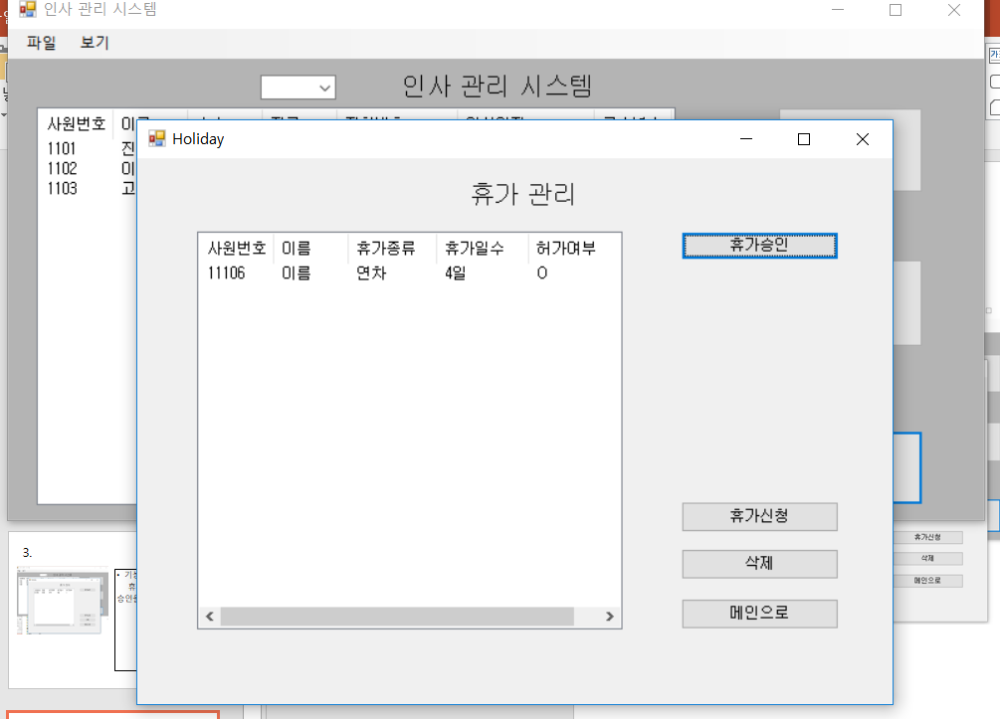 인사 관리 시스템
파일 보기
인사 관리 시스템
사원번호
1101 진
1102 이
1103 고
Holiday
휴가 관리
사원번호 이름 휴가종류 휴가일수 허가여부
11106 이름 연차 4일 O
휴가승인
휴가신청
삭제
메인으로
3.
휴가신청
삭제
메인으로